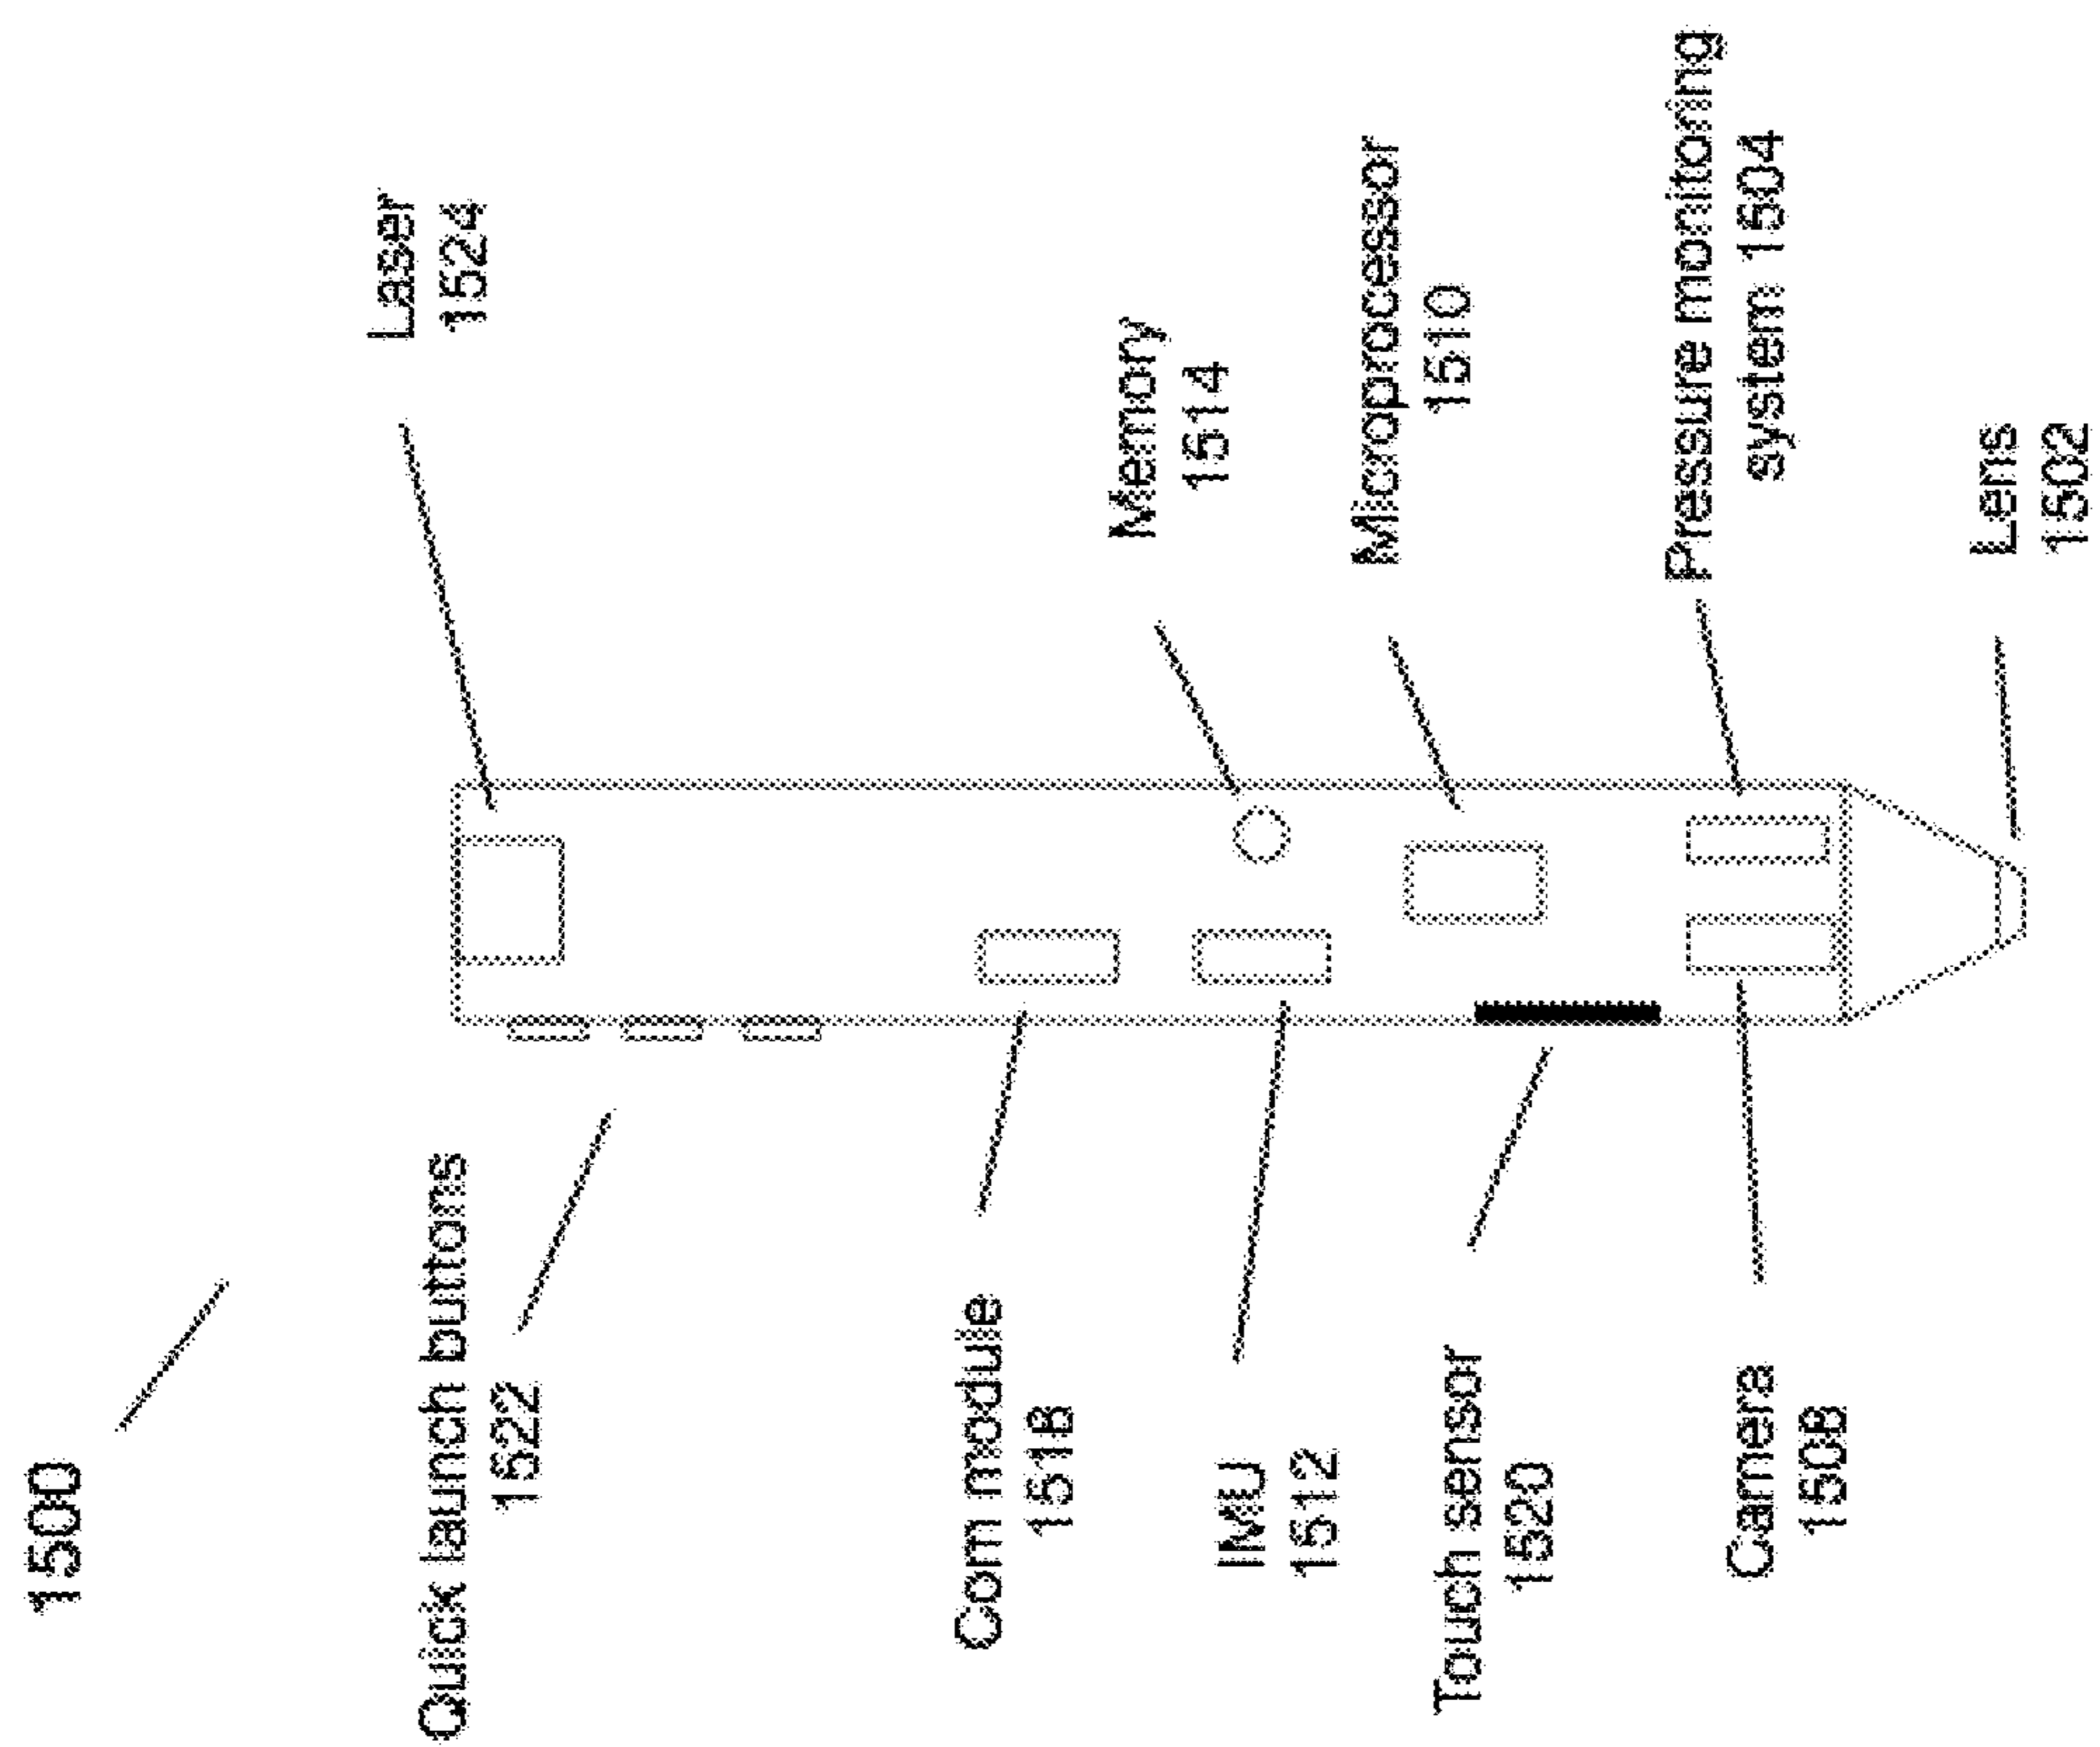 1500
Quick launch buttons
1522
Laser
1524
Com module
1518
Memory
1514
IMU
1512
Microprocessor
1510
Touch sensor
1520
Pressure monitoring
system 1504
Camera
1508
Lens
1502